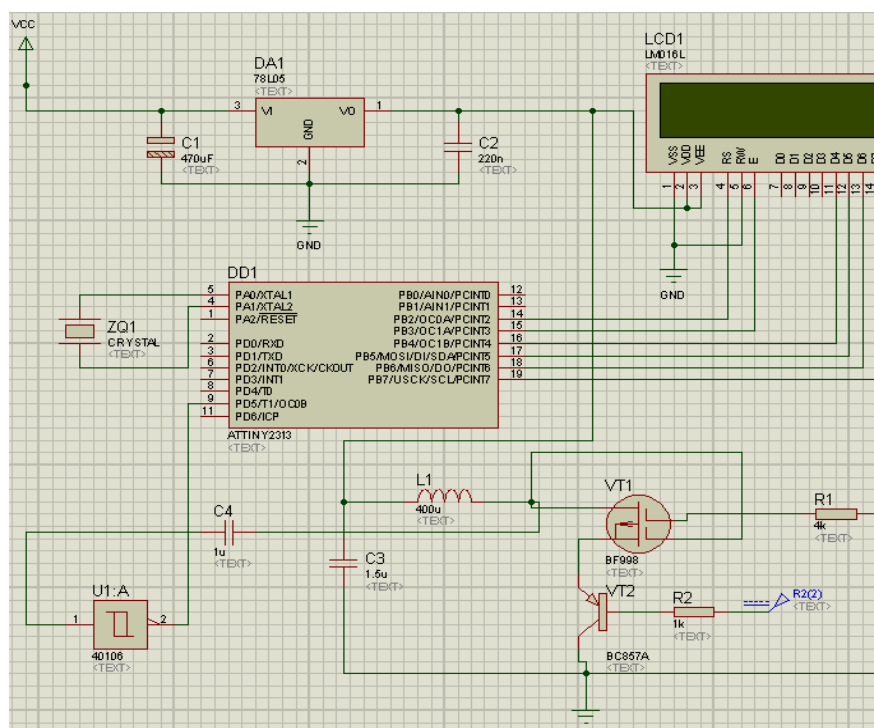 VCC
DA1
78L05
<TEXT>
3 VI VO 1
GND
2
C1
470uF
<TEXT>
C2
220n
<TEXT>
GND
LCD1
LM016L
<TEXT>
VSS VDD VEE RS RW E D0 D1 D2 D3 D4 D5 D6
1 2 3 4 5 6 7 8 9 10 11 12 13 14
GND
DD1
5 PA0/XTAL1 PB0/AIN0/PCINT0 12
4 PA1/XTAL2 PB1/AIN1/PCINT1 13
1 PA2/RESET PB2/OC0A/PCINT2 14
PB3/OC1A/PCINT3 15
2 PD0/RXD PB4/OC1B/PCINT4 16
3 PD1/TXD PB5/MOSI/DI/SDA/PCINT5 17
6 PD2/INT0/XCK/CKOUT PB6/MISO/DO/PCINT6 18
7 PD3/INT1 PB7/USCK/SCL/PCINT7 19
8 PD4/T0
9 PD5/T1/OC0B
11 PD6/ICP
ATTINY2313
<TEXT>
ZQ1
CRYSTAL
<TEXT>
L1
400u
<TEXT>
VT1
BF998
<TEXT>
R1
4k
<TEXT>
C4
1u
<TEXT>
C3
1.5u
<TEXT>
U1:A
1 2
40106
<TEXT>
VT2
BC857A
<TEXT>
R2
1k
<TEXT>
R2(2)
<TEXT>